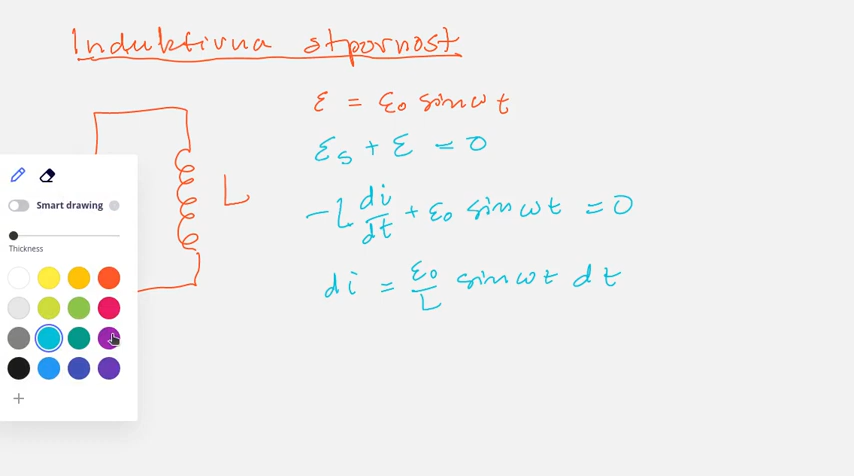 Induktivna otpornost
ε = ε₀ sin ωt
εₛ + ε = 0
L
-L di/dt + ε₀ sin ωt = 0
di = ε₀/L sin ωt dt
Smart drawing
Thickness